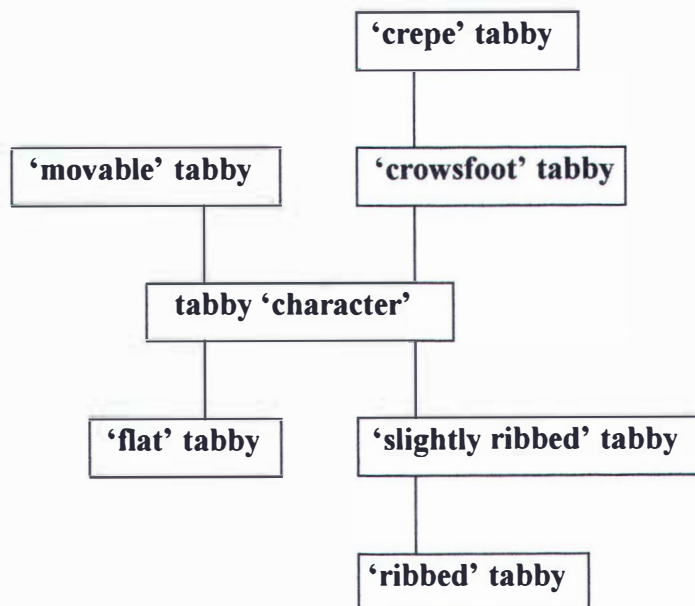 ‘crepe’ tabby
‘movable’ tabby
‘crowsfoot’ tabby
tabby ‘character’
‘flat’ tabby
‘slightly ribbed’ tabby
‘ribbed’ tabby